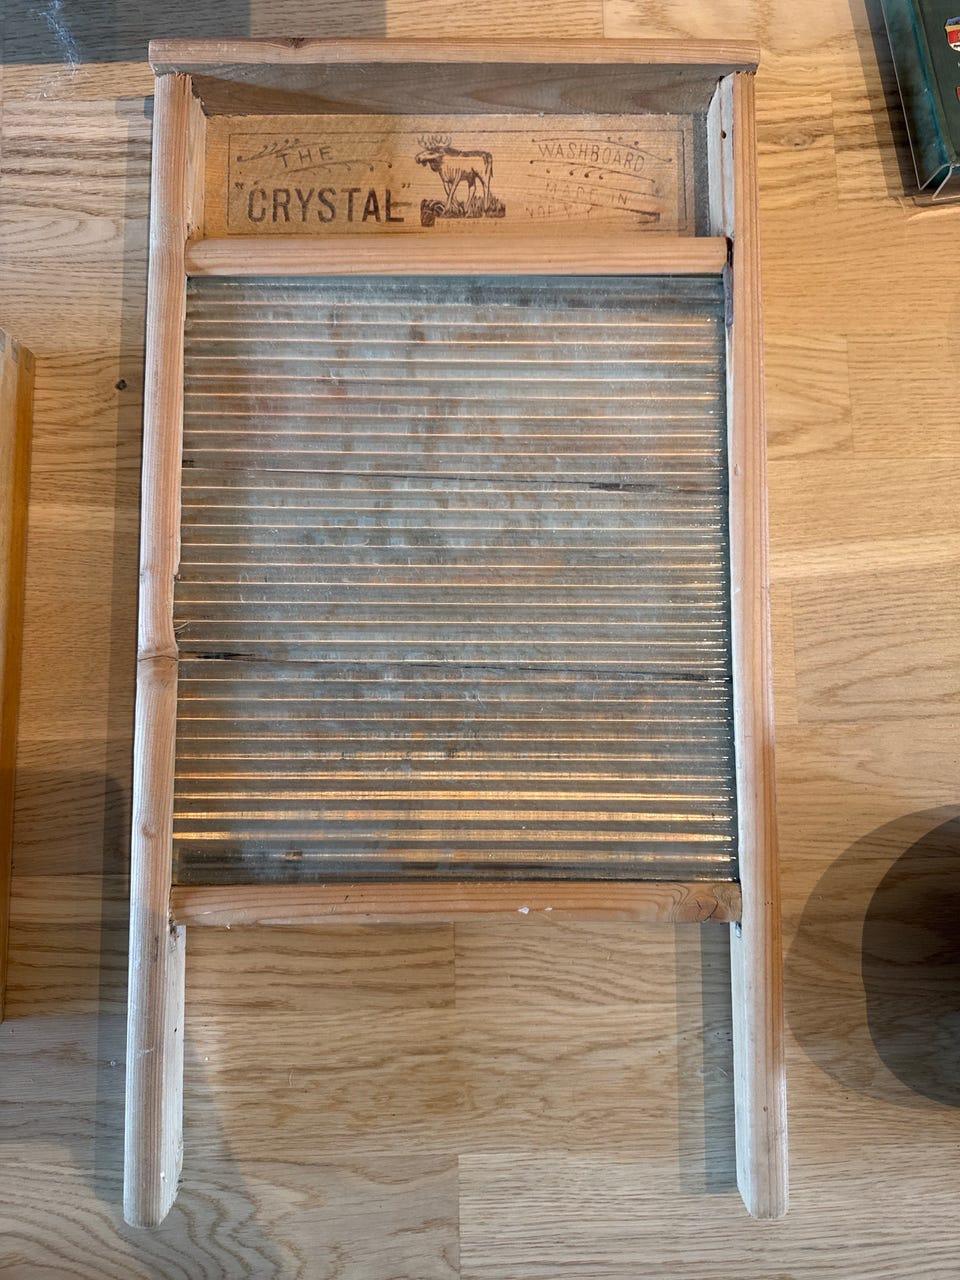 THE
"CRYSTAL"
WASHBOARD
MADE IN